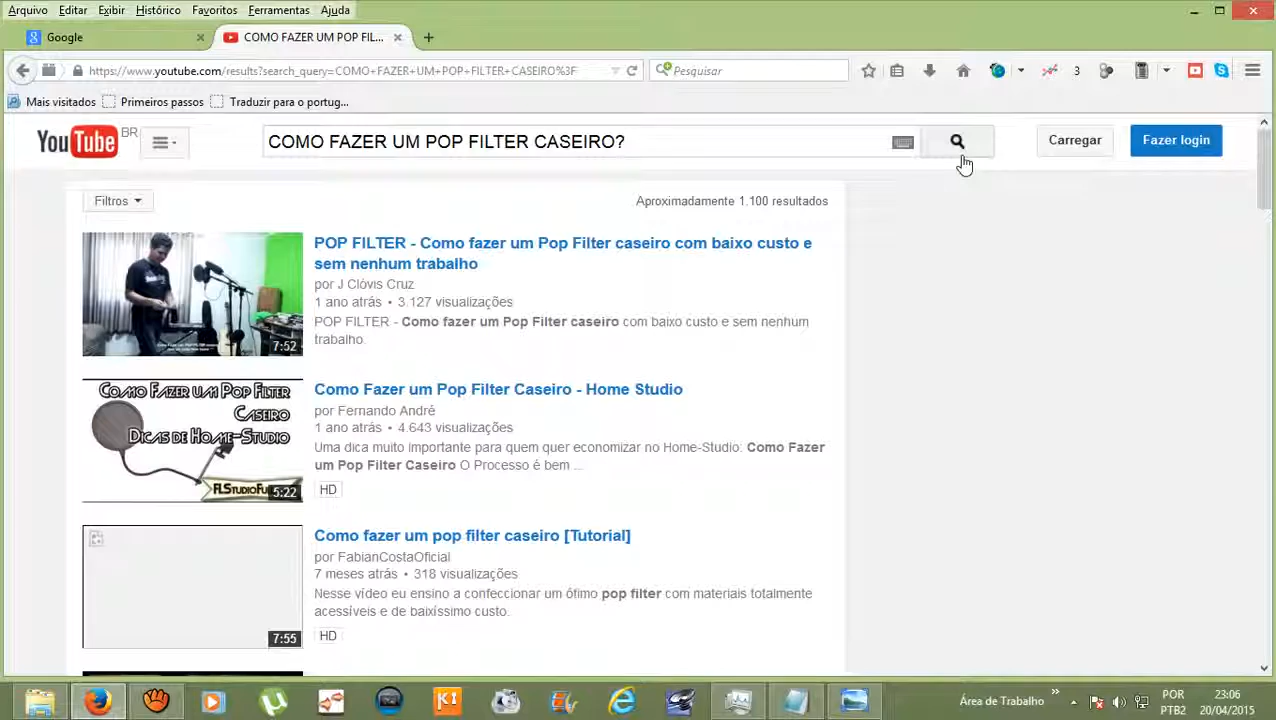 Arquivo Editar Exibir Histórico Favoritos Ferramentas Ajuda
Google
COMO FAZER UM POP FIL...
https://www.youtube.com/results?search_query=COMO+FAZER+UM+POP+FILTER+CASEIRO%3F
Pesquisar
3
Mais visitados
Primeiros passos
Traduzir para o portug...
YouTube BR
COMO FAZER UM POP FILTER CASEIRO?
Carregar
Fazer login
Filtros
Aproximadamente 1.100 resultados
POP FILTER - Como fazer um Pop Filter caseiro com baixo custo e
sem nenhum trabalho
por J Clóvis Cruz
1 ano atrás • 3.127 visualizações
POP FILTER - Como fazer um Pop Filter caseiro com baixo custo e sem nenhum
trabalho.
7:52
Como Fazer um Pop Filter
Caseiro
Dicas de Home-Studio
5:22
Como Fazer um Pop Filter Caseiro - Home Studio
por Fernando André
1 ano atrás • 4.643 visualizações
Uma dica muito Importante para quem quer economizar no Home-Studio: Como Fazer
um Pop Filter Caseiro O Processo é bem ...
HD
Como fazer um pop filter caseiro [Tutorial]
por FabianCostaOficial
7 meses atrás • 318 visualizações
Nesse vídeo eu ensino a confeccionar um ótimo pop filter com materiais totalmente
acessíveis e de baixíssimo custo.
HD
7:55
K1
Área de Trabalho
POR
PTB2
23:06
20/04/2015